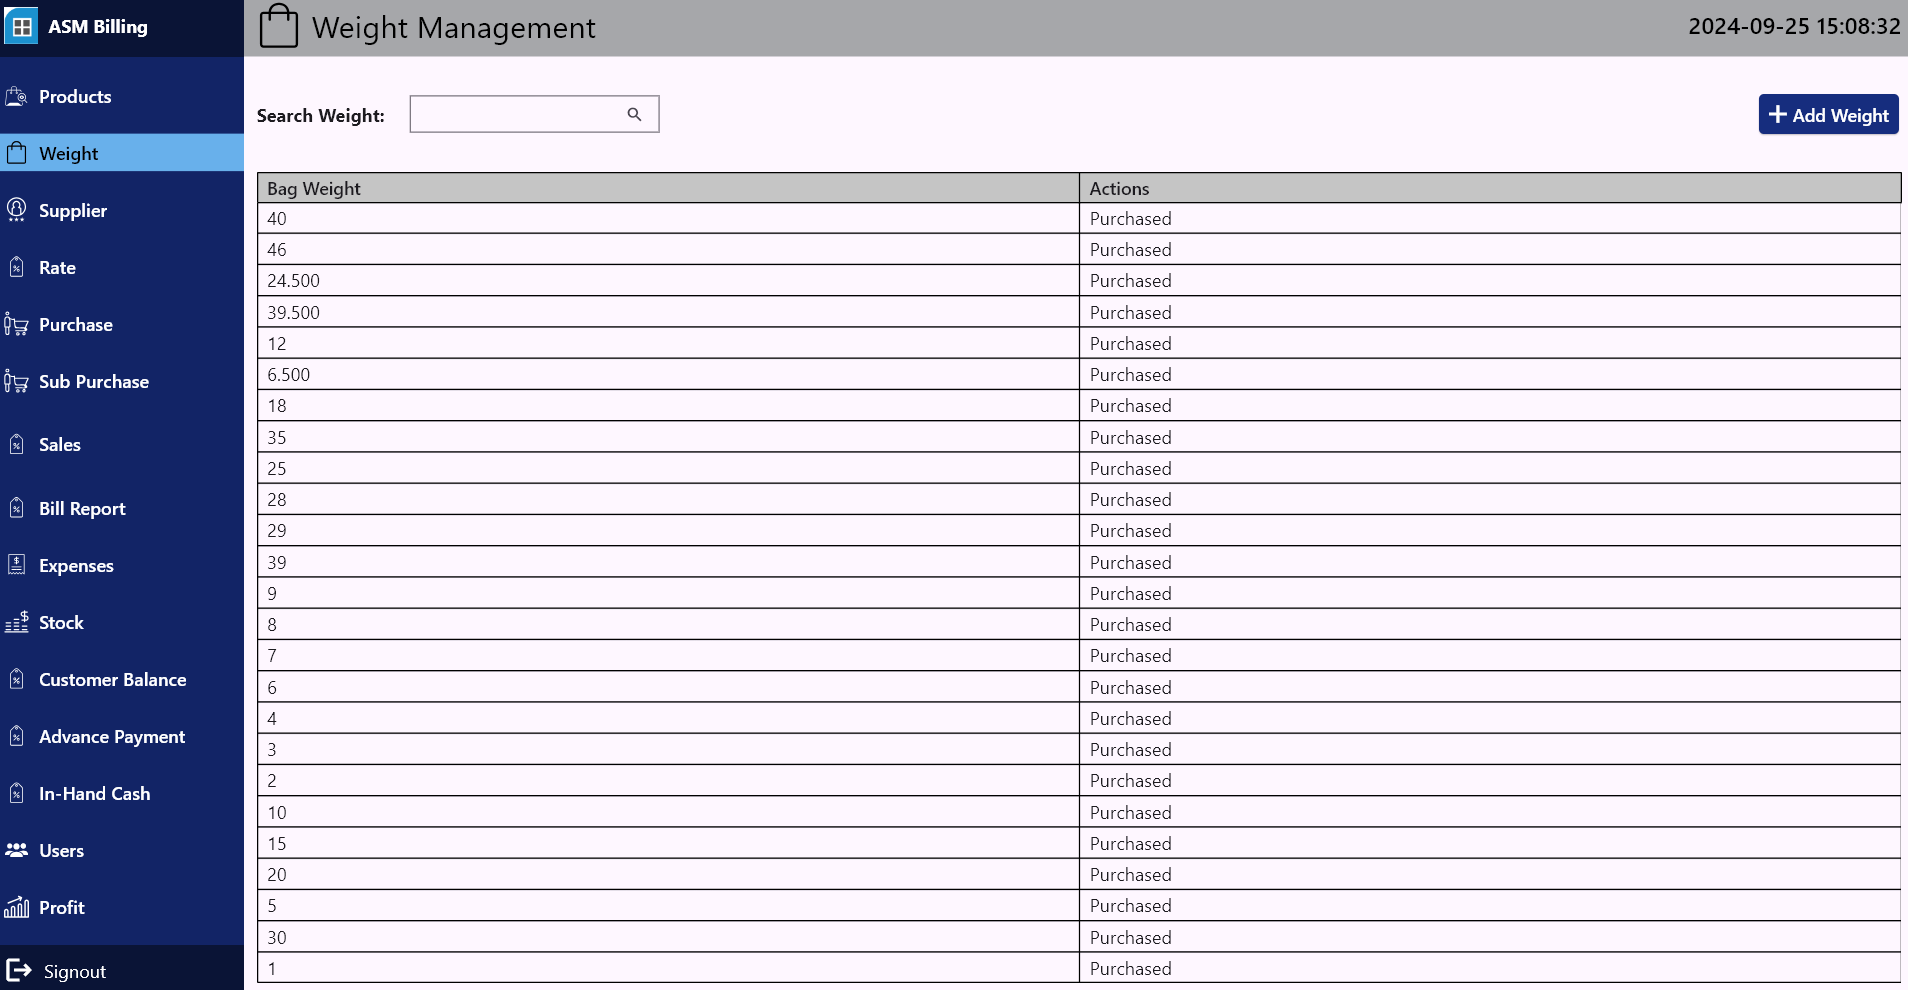 ASM Billing
Weight Management
2024-09-25 15:08:32
Products
Weight
Supplier
Rate
Purchase
Sub Purchase
Sales
Bill Report
Expenses
Stock
Customer Balance
Advance Payment
In-Hand Cash
Users
Profit
Signout
Search Weight:
Add Weight
Bag Weight Actions
40 Purchased
46 Purchased
24.500 Purchased
39.500 Purchased
12 Purchased
6.500 Purchased
18 Purchased
35 Purchased
25 Purchased
28 Purchased
29 Purchased
39 Purchased
9 Purchased
8 Purchased
7 Purchased
6 Purchased
4 Purchased
3 Purchased
2 Purchased
10 Purchased
15 Purchased
20 Purchased
5 Purchased
30 Purchased
1 Purchased